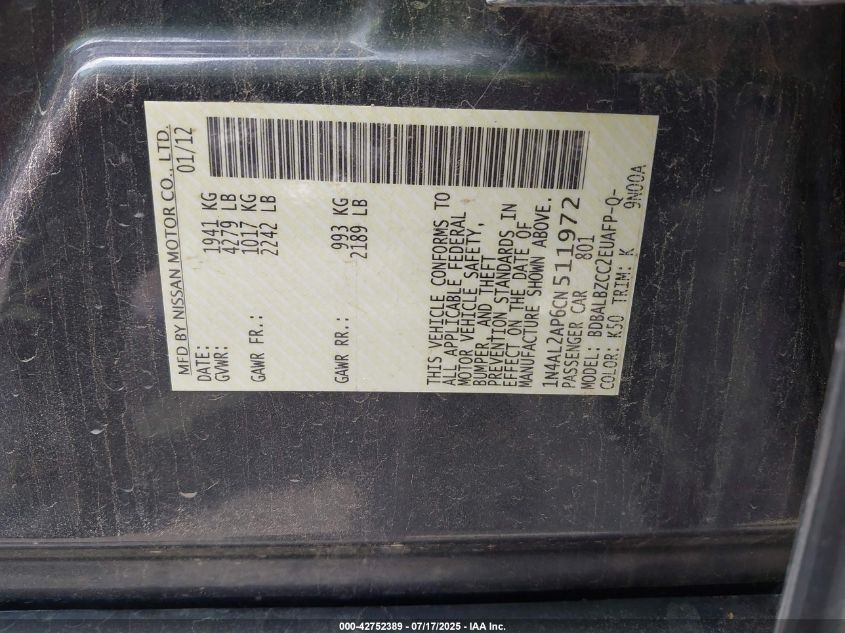 MFD BY NISSAN MOTOR CO., LTD.
DATE: 01/12
GVWR: 1941 KG
4279 LB
GAWR FR.: 1017 KG
2242 LB
GAWR RR.: 993 KG
2189 LB
THIS VEHICLE CONFORMS TO
ALL APPLICABLE FEDERAL
MOTOR VEHICLE SAFETY,
BUMPER, AND THEFT
PREVENTION STANDARDS IN
EFFECT ON THE DATE OF
MANUFACTURE SHOWN ABOVE.
1N4AL2AP6CN511972
PASSENGER CAR 801
MODEL: BDBALBZCC2EUAFP-Q-
COLOR: K50 TRIM: K 9N00A
000-42752389 - 07/17/2025 - IAA Inc.